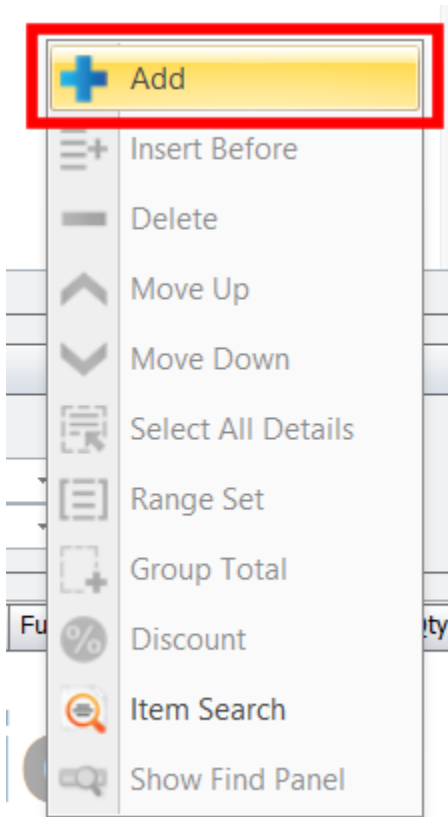 Add
Insert Before
Delete
Move Up
Move Down
Select All Details
Range Set
Group Total
Discount
Item Search
Show Find Panel